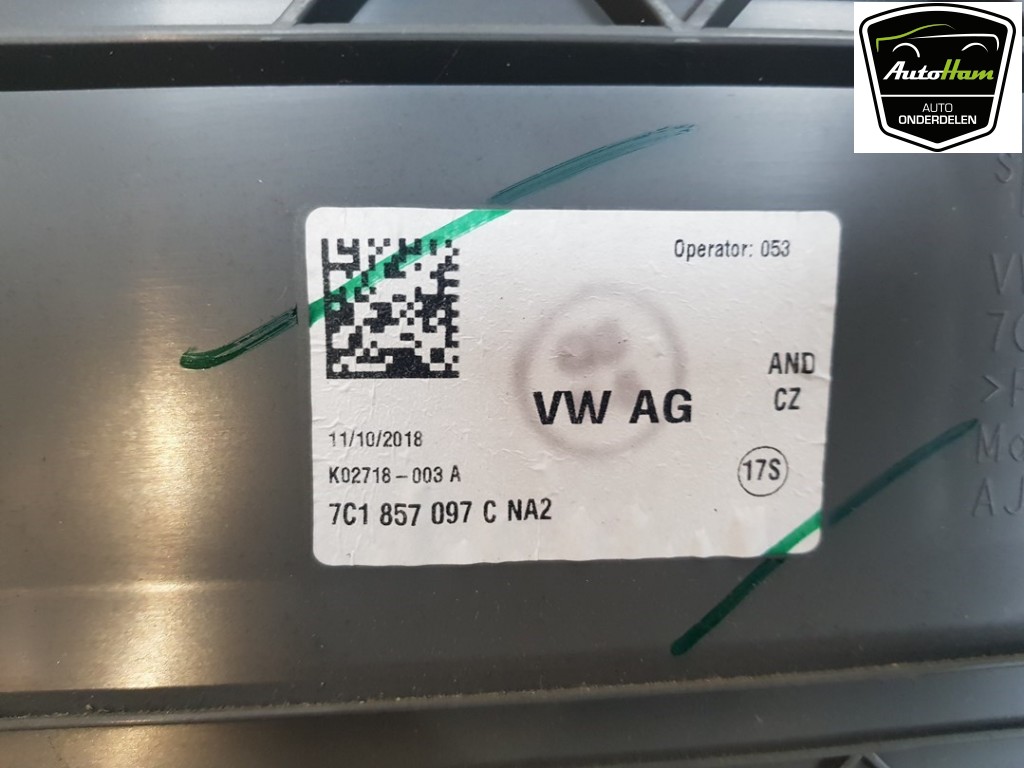 AutoHam
AUTO
ONDERDELEN
Operator: 053
AND
CZ
VW AG
11/10/2018
K02718-003 A
17S
7C1 857 097 C NA2